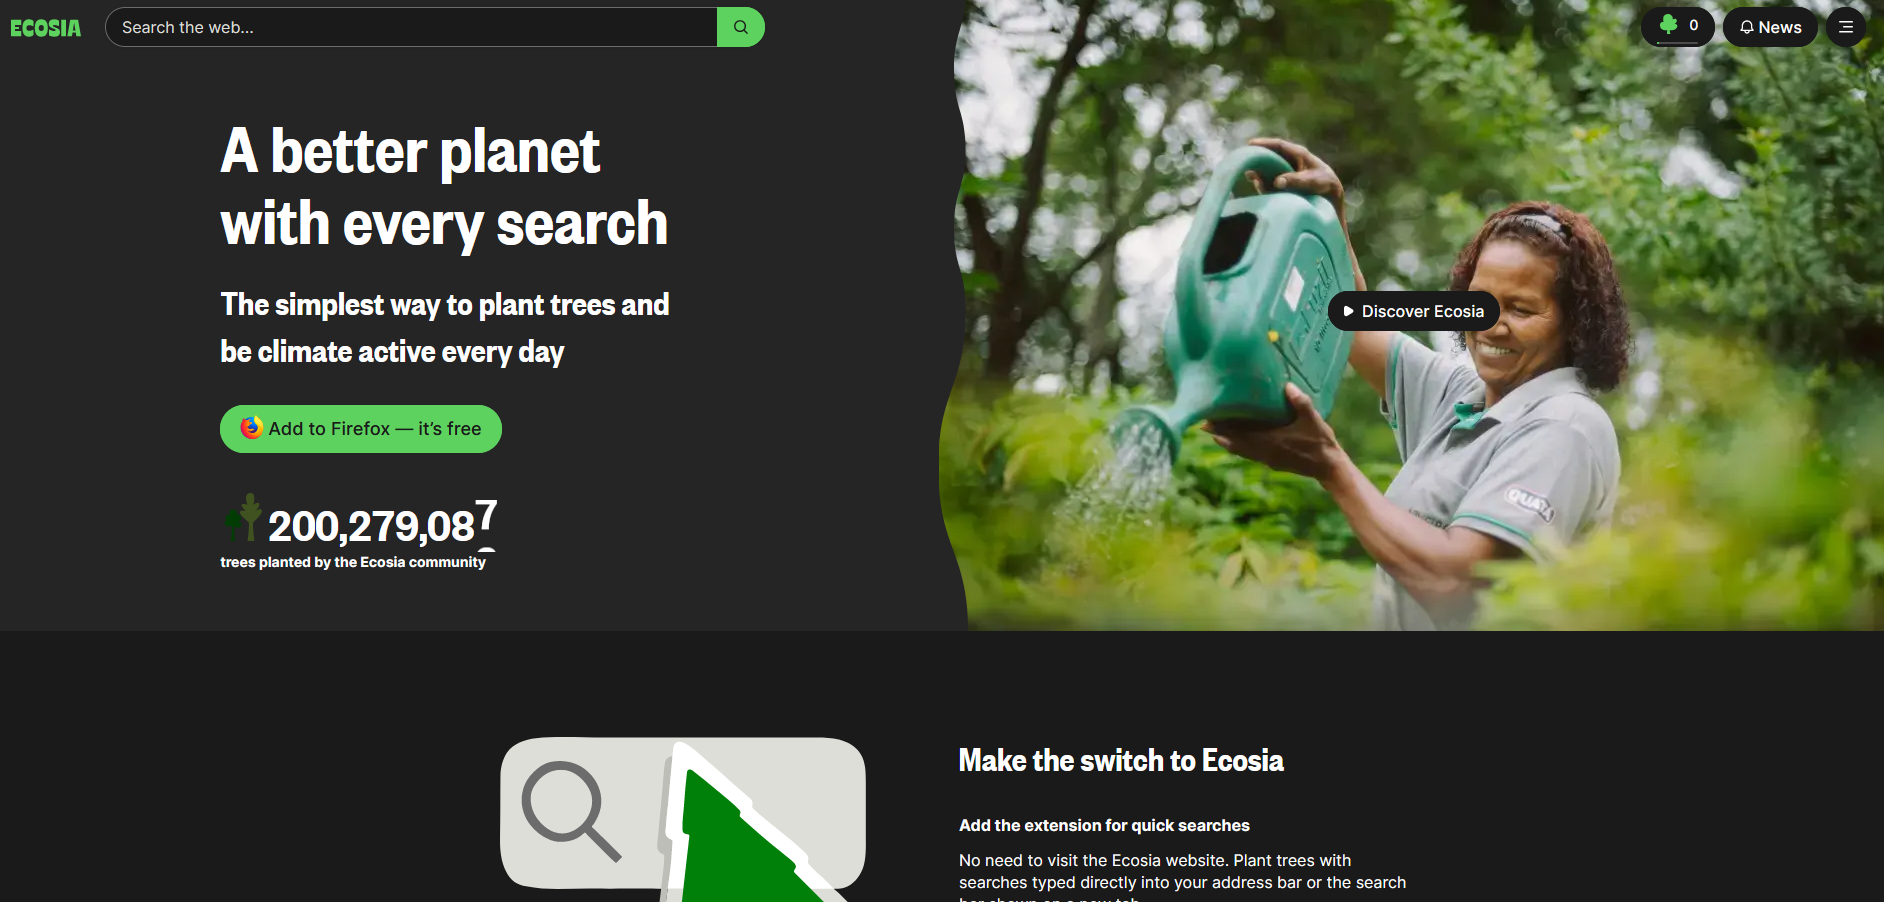 ECOSIA
Search the web...
0
News
A better planet
with every search
The simplest way to plant trees and
be climate active every day
Add to Firefox — it's free
200,279,087
trees planted by the Ecosia community
Discover Ecosia
Make the switch to Ecosia
Add the extension for quick searches
No need to visit the Ecosia website. Plant trees with
searches typed directly into your address bar or the search